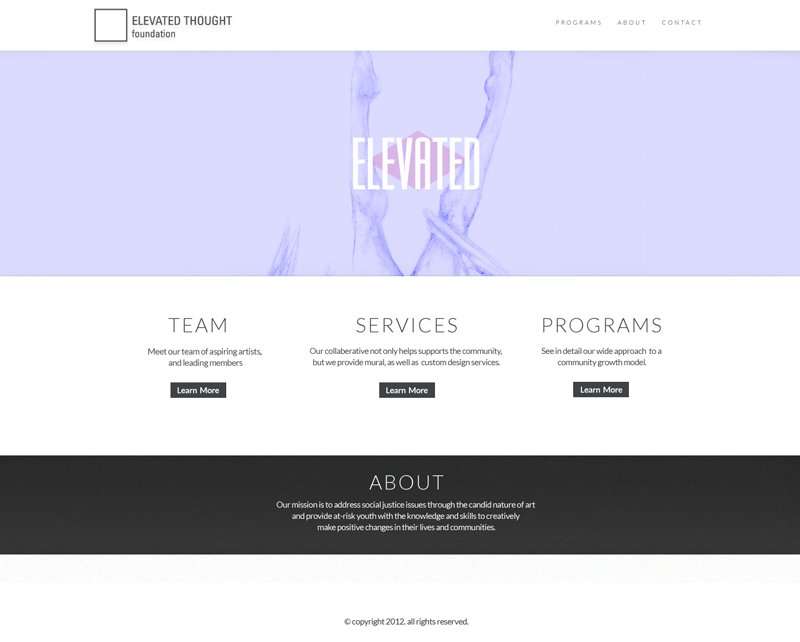 ELEVATED THOUGHT
foundation
PROGRAMS ABOUT CONTACT
ELEVATED
TEAM
Meet our team of aspiring artists,
and leading members
Learn More
SERVICES
Our collaberative not only helps supports the community,
but we provide mural, as well as custom design services.
Learn More
PROGRAMS
See in detail our wide approach to a
community growth model.
Learn More
ABOUT
Our mission is to address social justice issues through the candid nature of art
and provide at-risk youth with the knowledge and skills to creatively
make positive changes in their lives and communities.
© copyright 2012. all rights reserved.